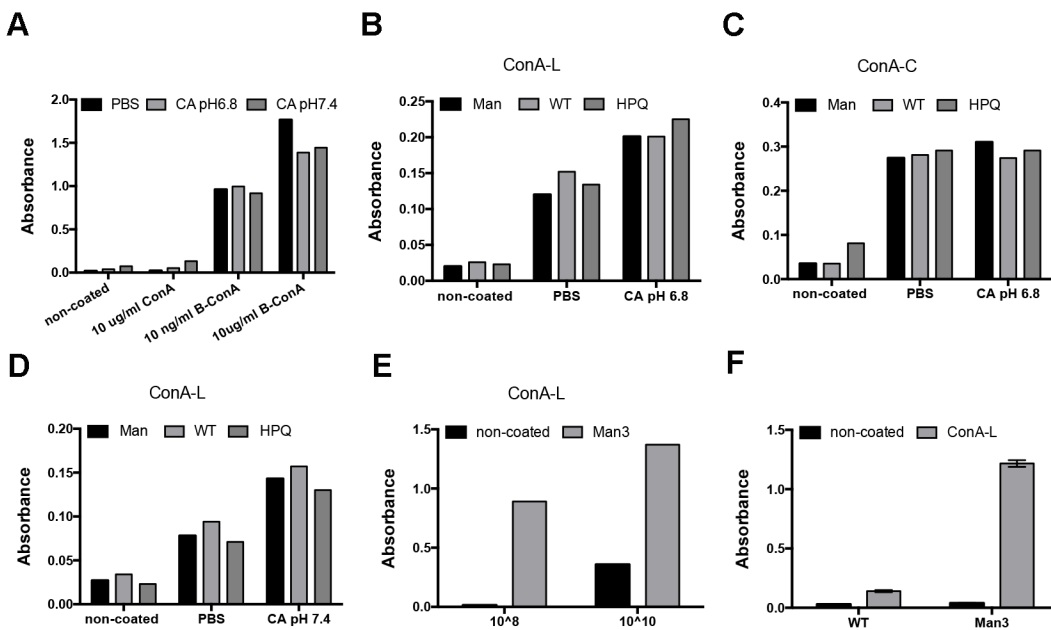 A
PBS CA pH6.8 CA pH7.4
Absorbance
2.0
1.5
1.0
0.5
0.0
non-coated
10 ug/ml ConA
10 ng/ml B-ConA
10ug/ml B-ConA
B
ConA-L
Man WT HPQ
Absorbance
0.25
0.20
0.15
0.10
0.05
0.00
non-coated PBS CA pH 6.8
C
ConA-C
Man WT HPQ
Absorbance
0.4
0.3
0.2
0.1
0.0
non-coated PBS CA pH 6.8
D
ConA-L
Man WT HPQ
Absorbance
0.20
0.15
0.10
0.05
0.00
non-coated PBS CA pH 7.4
E
ConA-L
non-coated Man3
Absorbance
1.5
1.0
0.5
0.0
10^8 10^10
F
non-coated ConA-L
Absorbance
1.5
1.0
0.5
0.0
WT Man3